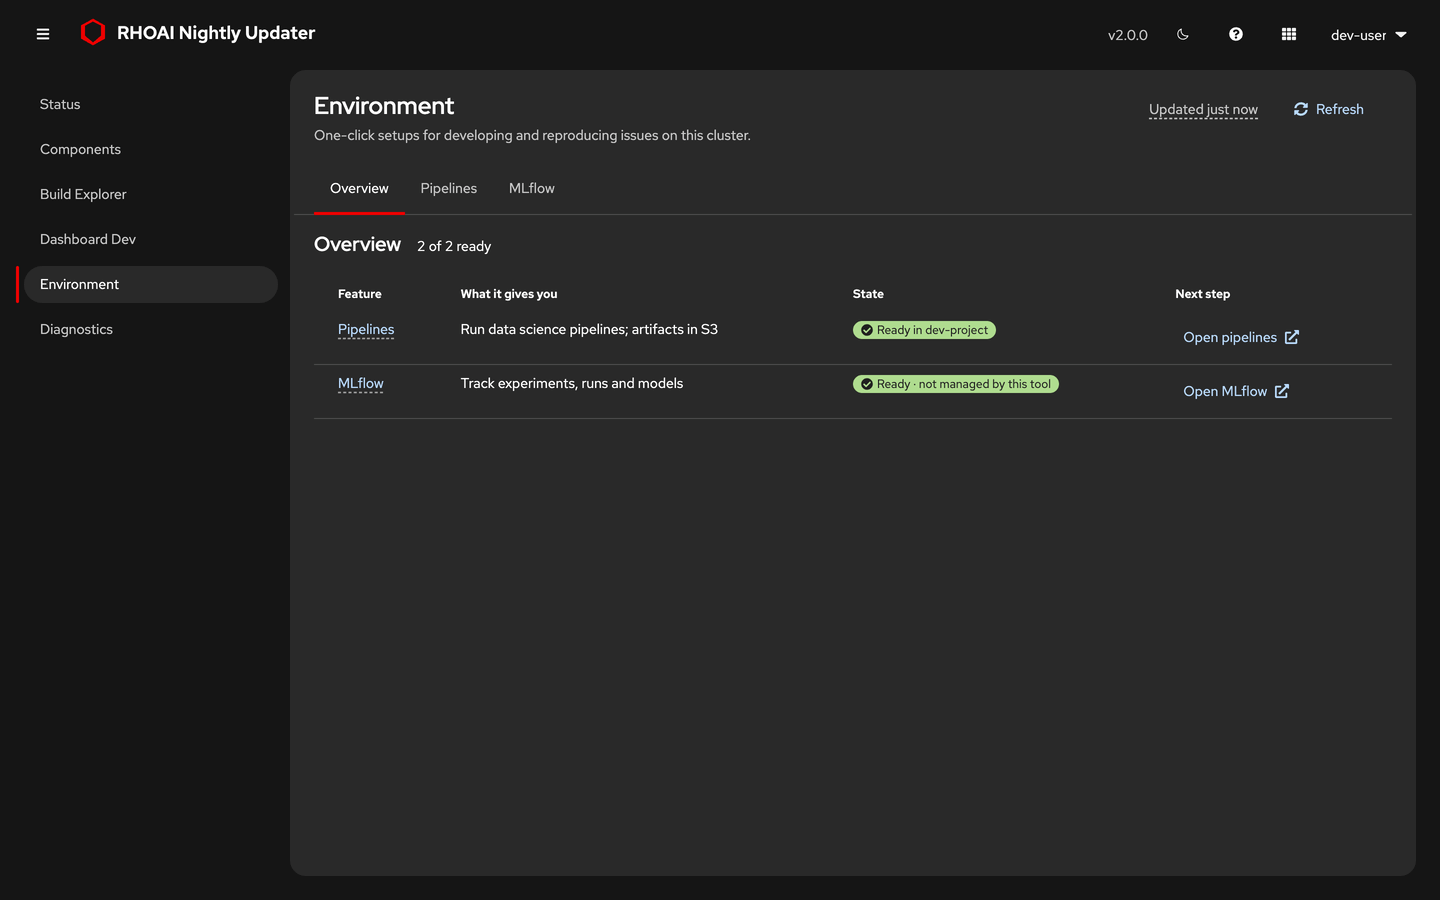 RHOAI Nightly Updater
v2.0.0
dev-user
Status
Components
Build Explorer
Dashboard Dev
Environment
Diagnostics
Environment
One-click setups for developing and reproducing issues on this cluster.
Updated just now
Refresh
Overview Pipelines MLflow
Overview 2 of 2 ready
Feature What it gives you State Next step
Pipelines Run data science pipelines; artifacts in S3 Ready in dev-project Open pipelines
MLflow Track experiments, runs and models Ready · not managed by this tool Open MLflow